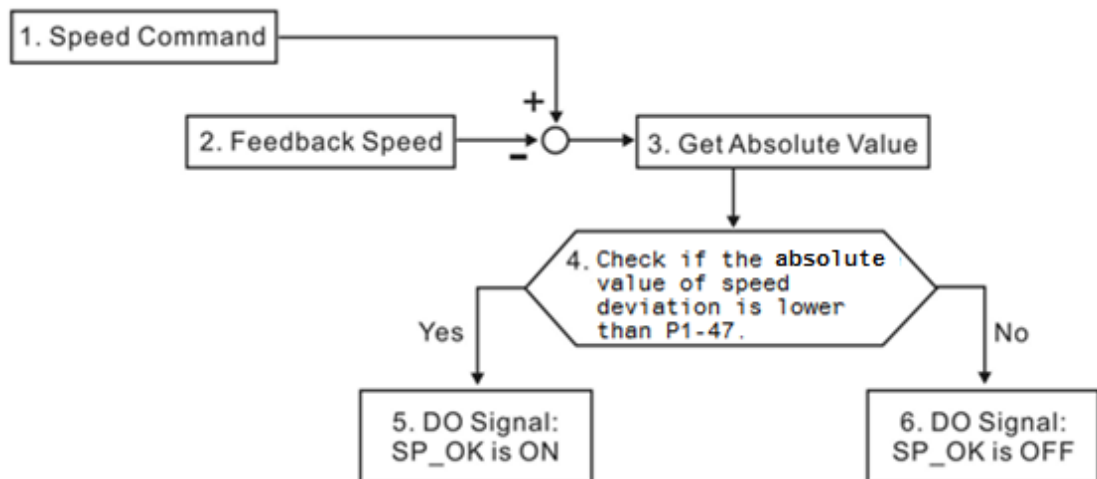 1. Speed Command
+
2. Feedback Speed
-
3. Get Absolute Value
4. Check if the absolute
value of speed
deviation is lower
than P1-47.
Yes
No
5. DO Signal:
SP_OK is ON
6. DO Signal:
SP_OK is OFF